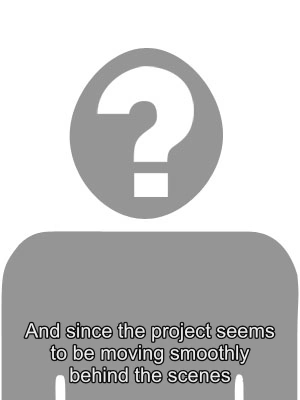 And since the project seems
to be moving smoothly
behind the scenes